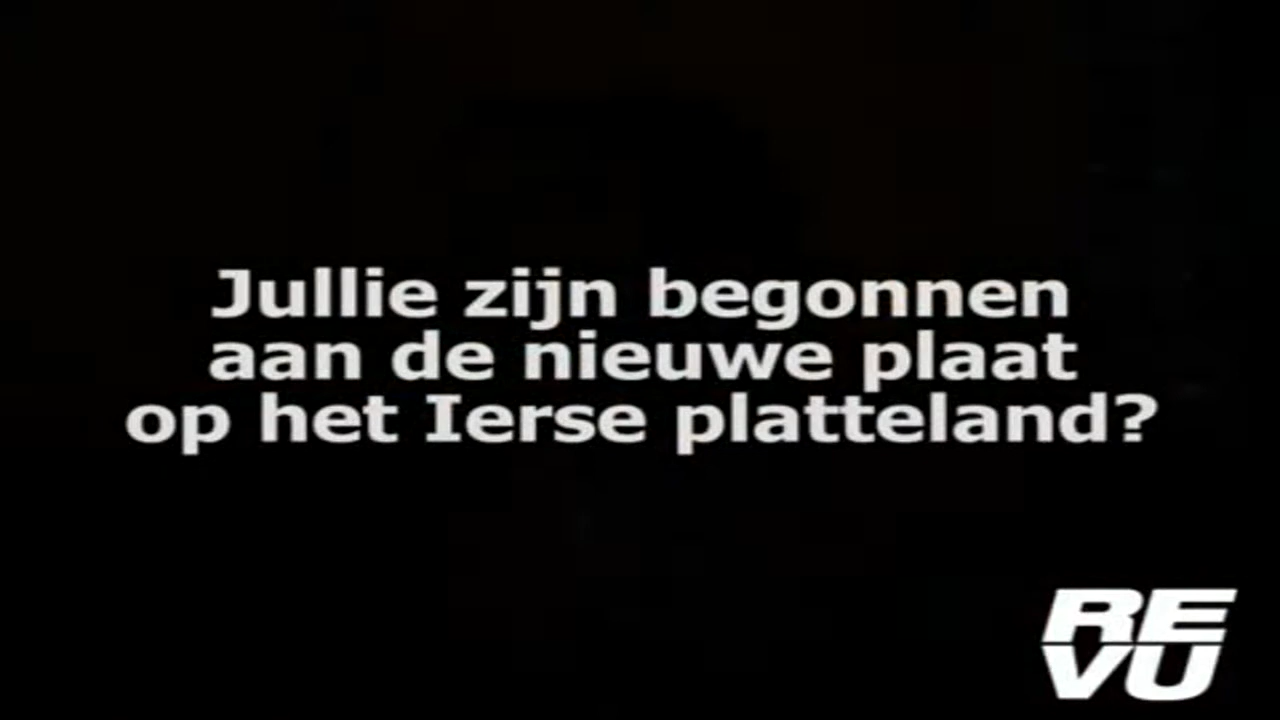 Jullie zijn begonnen
aan de nieuwe plaat
op het Ierse platteland?
RE
VU